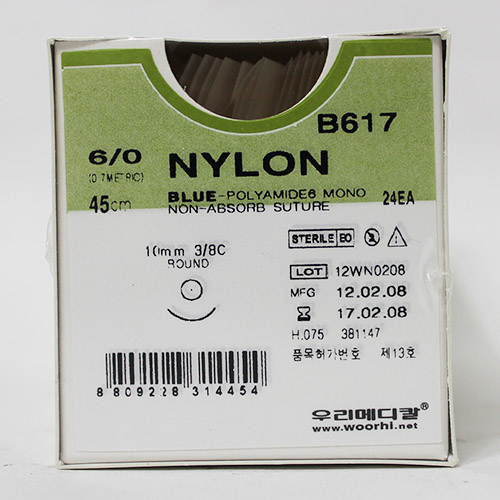 B617
6/0 NYLON
(0.7METRIC)
45cm BLUE-POLYAMIDE6 MONO
NON-ABSORB SUTURE 24EA
STERILE EO
10mm 3/8C
ROUND
LOT 12WN0208
MFG 12.02.08
17.02.08
H.075 381147
품목허가번호 제13호
8 809228 314454
우리메디칼®
www.woorhi.net